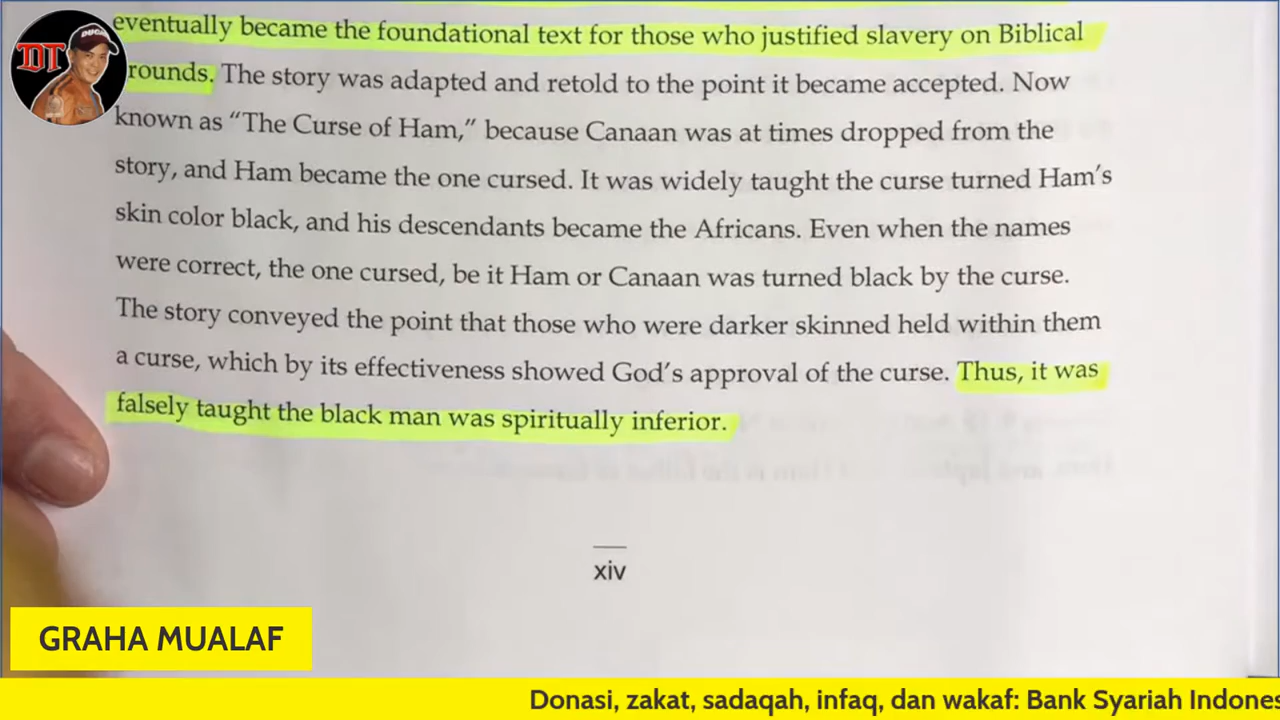 eventually became the foundational text for those who justified slavery on Biblical
rounds. The story was adapted and retold to the point it became accepted. Now
known as “The Curse of Ham,” because Canaan was at times dropped from the
story, and Ham became the one cursed. It was widely taught the curse turned Ham’s
skin color black, and his descendants became the Africans. Even when the names
were correct, the one cursed, be it Ham or Canaan was turned black by the curse.
The story conveyed the point that those who were darker skinned held within them
a curse, which by its effectiveness showed God’s approval of the curse. Thus, it was
falsely taught the black man was spiritually inferior.
xiv
DT
DUCA
GRAHA MUALAF
Donasi, zakat, sadaqah, infaq, dan wakaf: Bank Syariah Indones